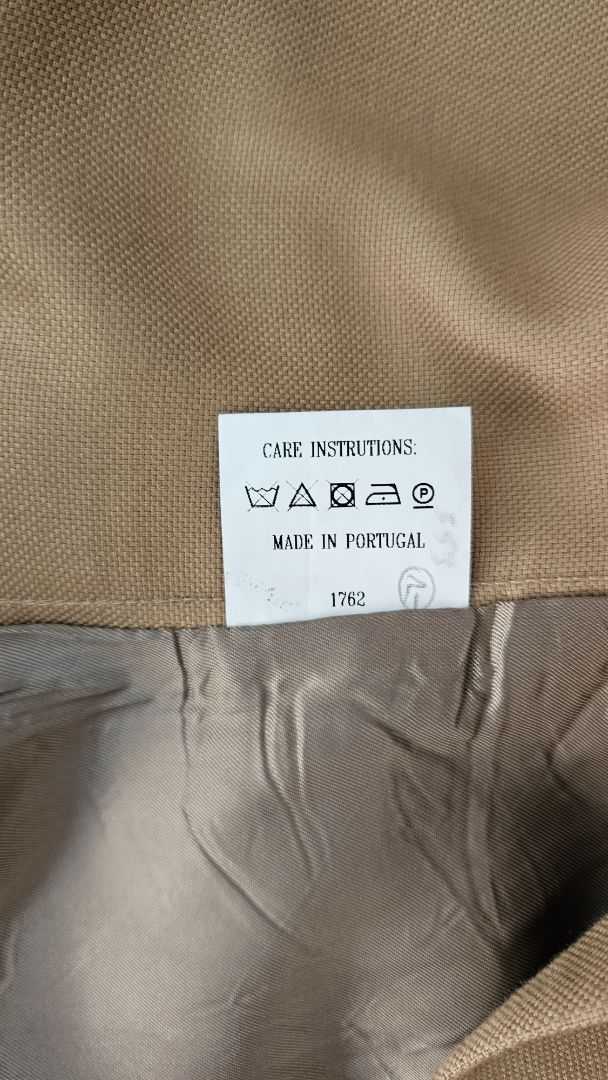 CARE INSTRUTIONS:
P
MADE IN PORTUGAL
1762